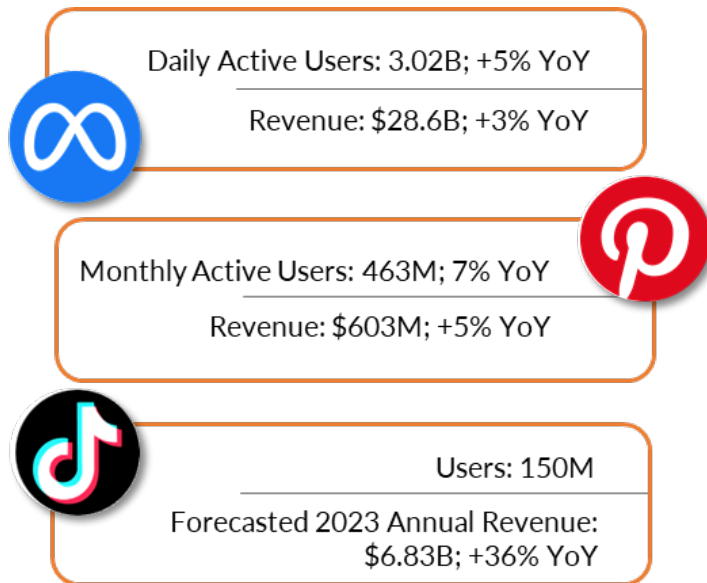 Daily Active Users: 3.02B; +5% YoY
Revenue: $28.6B; +3% YoY
Monthly Active Users: 463M; 7% YoY
Revenue: $603M; +5% YoY
Users: 150M
Forecasted 2023 Annual Revenue:
$6.83B; +36% YoY